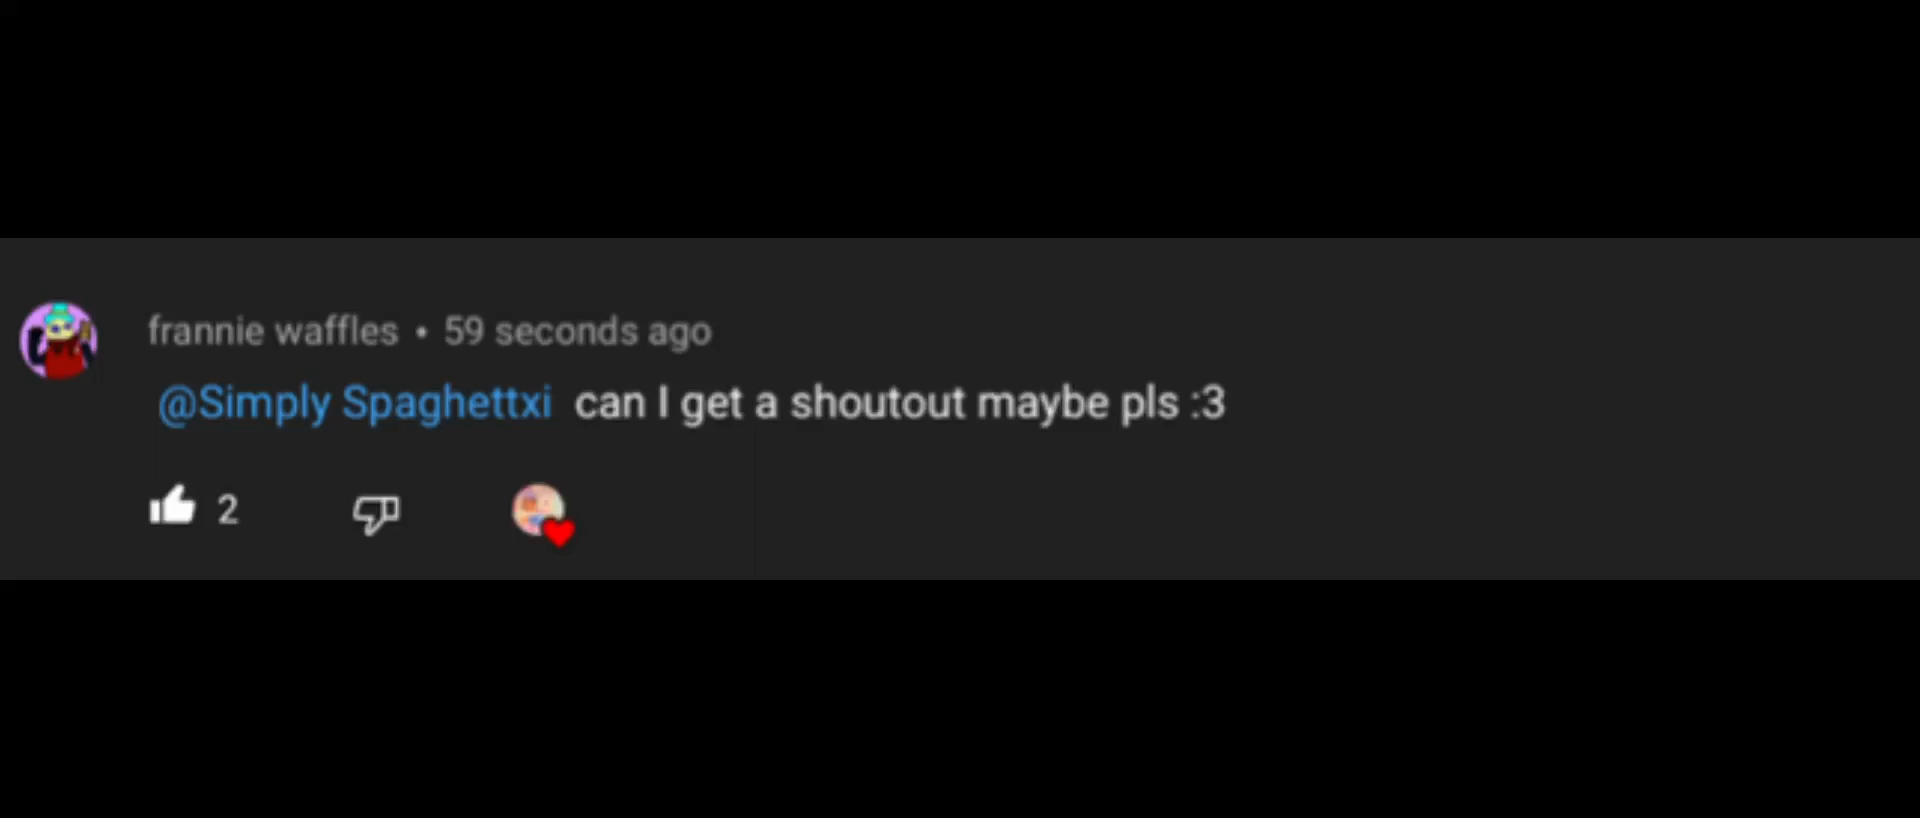 frannie waffles • 59 seconds ago
@Simply Spaghettxi can I get a shoutout maybe pls :3
2